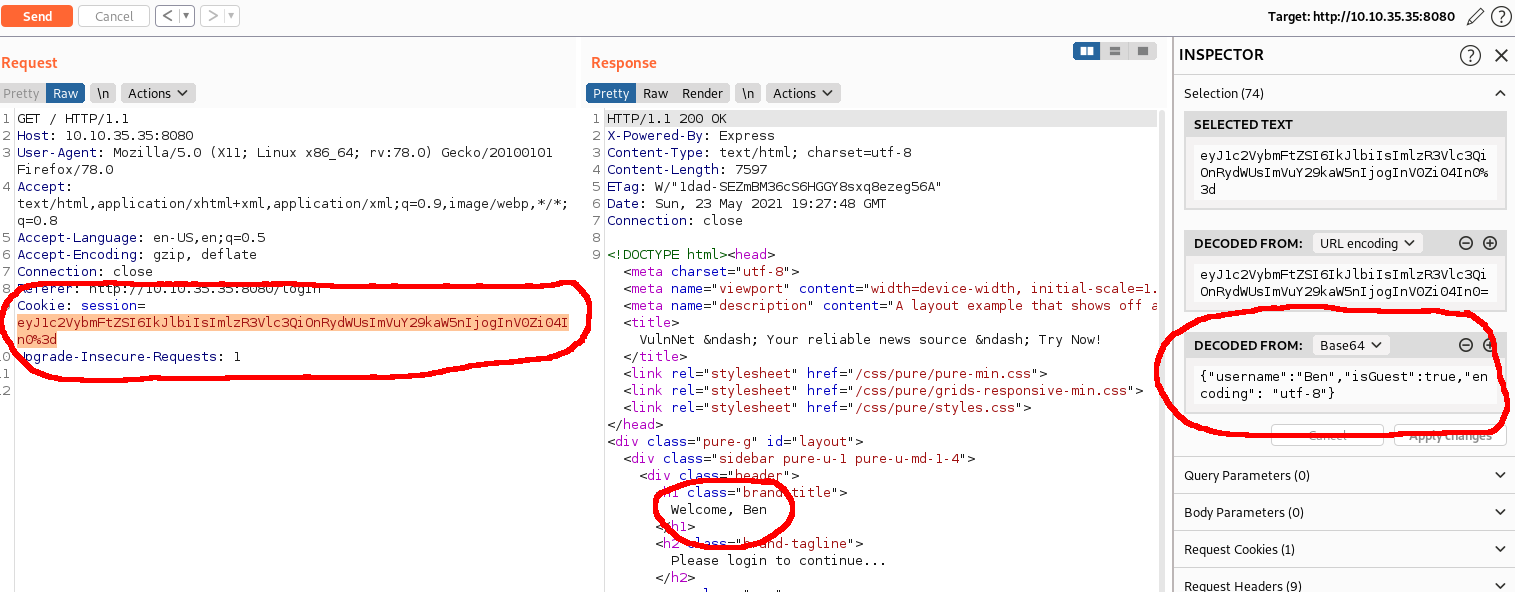 Send
Cancel
<
>
Target: http://10.10.35.35:8080
?
Request
Pretty
Raw
\n
Actions
1 GET / HTTP/1.1
2 Host: 10.10.35.35:8080
3 User-Agent: Mozilla/5.0 (X11; Linux x86_64; rv:78.0) Gecko/20100101
Firefox/78.0
4 Accept:
text/html,application/xhtml+xml,application/xml;q=0.9,image/webp,*/*;
q=0.8
5 Accept-Language: en-US,en;q=0.5
6 Accept-Encoding: gzip, deflate
7 Connection: close
8 Referer: http://10.10.35.35:8080/login
Cookie: session=
eyJ1c2VybmFtZSI6IkJlbiIsImlzR3Vlc3QiOnRydWUsImVuY29kaW5nIjogInV0Zi04I
n0%3d
0 Upgrade-Insecure-Requests: 1
11
12
Response
Pretty
Raw
Render
\n
Actions
1 HTTP/1.1 200 OK
2 X-Powered-By: Express
3 Content-Type: text/html; charset=utf-8
4 Content-Length: 7597
5 ETag: W/"1dad-SEZmBM36cS6HGGY8sxq8ezeg56A"
6 Date: Sun, 23 May 2021 19:27:48 GMT
7 Connection: close
8
9 <!DOCTYPE html><head>
<meta charset="utf-8">
<meta name="viewport" content="width=device-width, initial-scale=1.
<meta name="description" content="A layout example that shows off a
<title>
VulnNet &ndash; Your reliable news source &ndash; Try Now!
</title>
<link rel="stylesheet" href="/css/pure/pure-min.css">
<link rel="stylesheet" href="/css/pure/grids-responsive-min.css">
<link rel="stylesheet" href="/css/pure/styles.css">
</head>
<div class="pure-g" id="layout">
<div class="sidebar pure-u-1 pure-u-md-1-4">
<div class="header">
<h1 class="brand-title">
Welcome, Ben
</h1>
<h2 class="brand-tagline">
Please login to continue...
</h2>
INSPECTOR
?
Selection (74)
SELECTED TEXT
eyJ1c2VybmFtZSI6IkJlbiIsImlzR3Vlc3Qi
OnRydWUsImVuY29kaW5nIjogInV0Zi04In0%
3d
DECODED FROM:
URL encoding
eyJ1c2VybmFtZSI6IkJlbiIsImlzR3Vlc3Qi
OnRydWUsImVuY29kaW5nIjogInV0Zi04In0=
DECODED FROM:
Base64
{"username":"Ben","isGuest":true,"en
coding": "utf-8"}
Cancel
Apply changes
Query Parameters (0)
Body Parameters (0)
Request Cookies (1)
Request Headers (9)